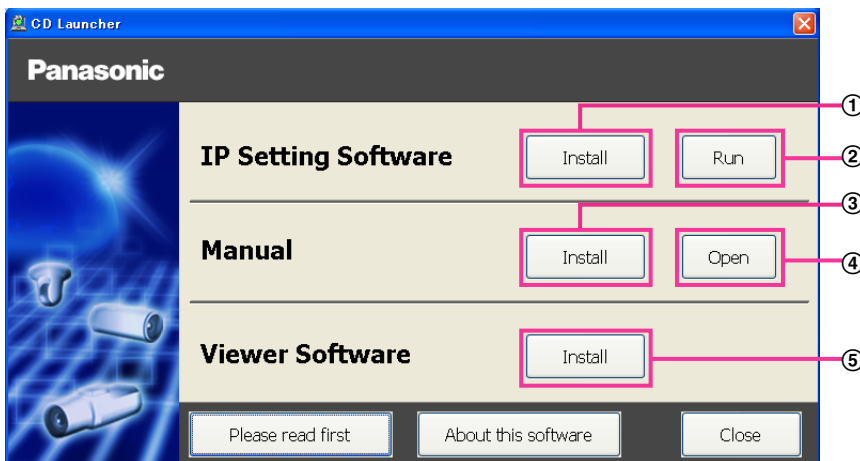 CD Launcher
Panasonic
①
IP Setting Software Install Run ②
③
Manual Install Open ④
Viewer Software Install ⑤
Please read first About this software Close